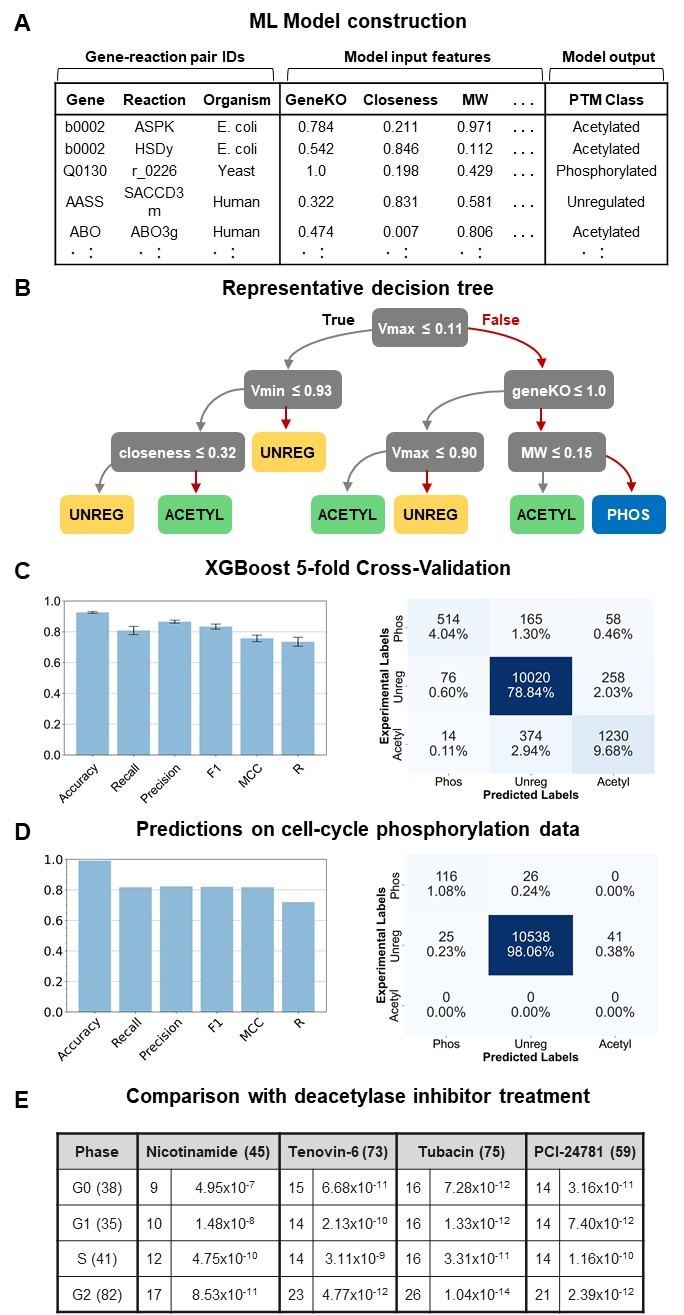 A ML Model construction
Gene-reaction pair IDs Model input features Model output
Gene Reaction Organism GeneKO Closeness MW . . . PTM Class
b0002 ASPK E. coli 0.784 0.211 0.971 . . . Acetylated
b0002 HSDy E. coli 0.542 0.846 0.112 . . . Acetylated
Q0130 r_0226 Yeast 1.0 0.198 0.429 . . . Phosphorylated
AASS SACCD3m Human 0.322 0.831 0.581 . . . Unregulated
ABO ABO3g Human 0.474 0.007 0.806 . . . Acetylated
B Representative decision tree
True Vmax ≤ 0.11 False
Vmin ≤ 0.93 geneKO ≤ 1.0
closeness ≤ 0.32 UNREG Vmax ≤ 0.90 MW ≤ 0.15
UNREG ACETYL ACETYL UNREG ACETYL PHOS
C XGBoost 5-fold Cross-Validation
1.0
0.8
0.6
0.4
0.2
0.0
Accuracy Recall Precision F1 MCC R
Experimental Labels
Phos 514 165 58
4.04% 1.30% 0.46%
Unreg 76 10020 258
0.60% 78.84% 2.03%
Acetyl 14 374 1230
0.11% 2.94% 9.68%
Phos Unreg Acetyl
Predicted Labels
D Predictions on cell-cycle phosphorylation data
1.0
0.8
0.6
0.4
0.2
0.0
Accuracy Recall Precision F1 MCC R
Experimental Labels
Phos 116 26 0
1.08% 0.24% 0.00%
Unreg 25 10538 41
0.23% 98.06% 0.38%
Acetyl 0 0 0
0.00% 0.00% 0.00%
Phos Unreg Acetyl
Predicted Labels
E Comparison with deacetylase inhibitor treatment
Phase Nicotinamide (45) Tenovin-6 (73) Tubacin (75) PCI-24781 (59)
G0 (38) 9 4.95x10⁻⁷ 15 6.68x10⁻¹¹ 16 7.28x10⁻¹² 14 3.16x10⁻¹¹
G1 (35) 10 1.48x10⁻⁸ 14 2.13x10⁻¹⁰ 16 1.33x10⁻¹² 14 7.40x10⁻¹²
S (41) 12 4.75x10⁻¹⁰ 14 3.11x10⁻⁹ 16 3.31x10⁻¹¹ 14 1.16x10⁻¹⁰
G2 (82) 17 8.53x10⁻¹¹ 23 4.77x10⁻¹² 26 1.04x10⁻¹⁴ 21 2.39x10⁻¹²